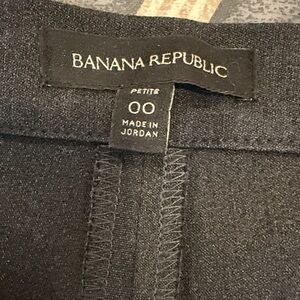 BANANA REPUBLIC
PETITE
00
MADE IN
JORDAN